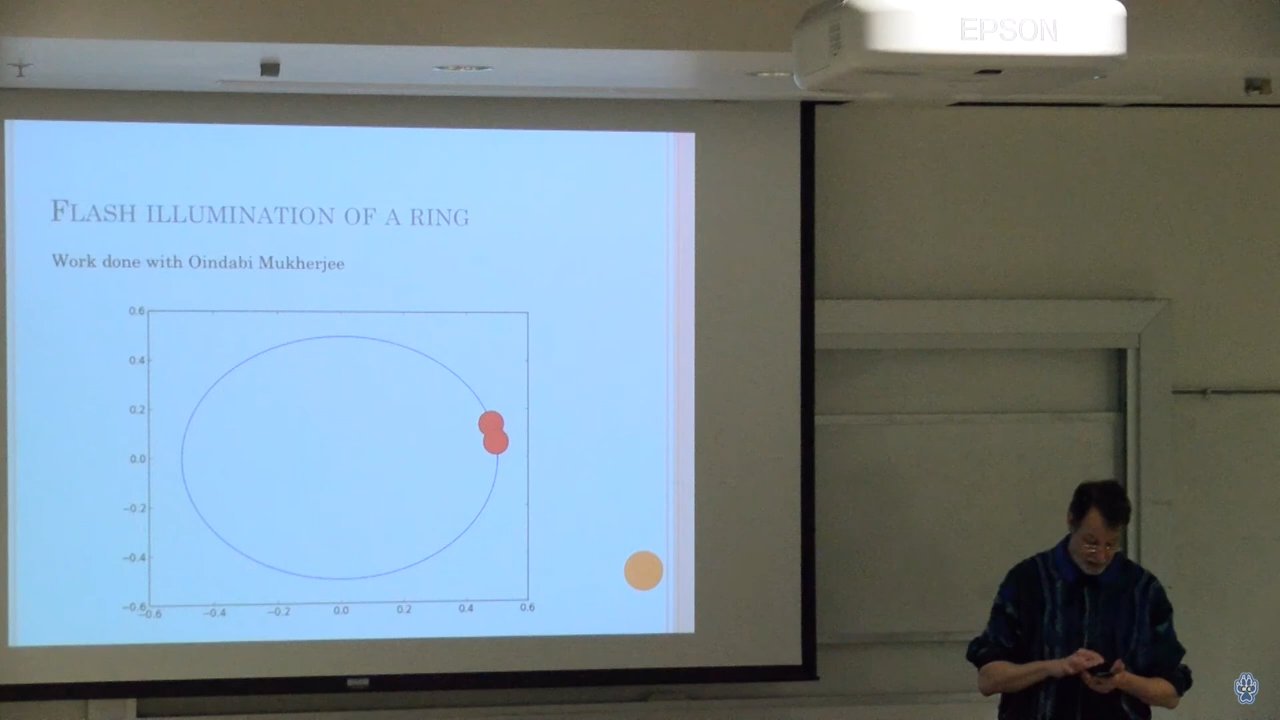 EPSON
FLASH ILLUMINATION OF A RING
Work done with Oindabi Mukherjee
0.6
0.4
0.2
0.0
−0.2
−0.4
−0.6
−0.6 −0.4 −0.2 0.0 0.2 0.4 0.6